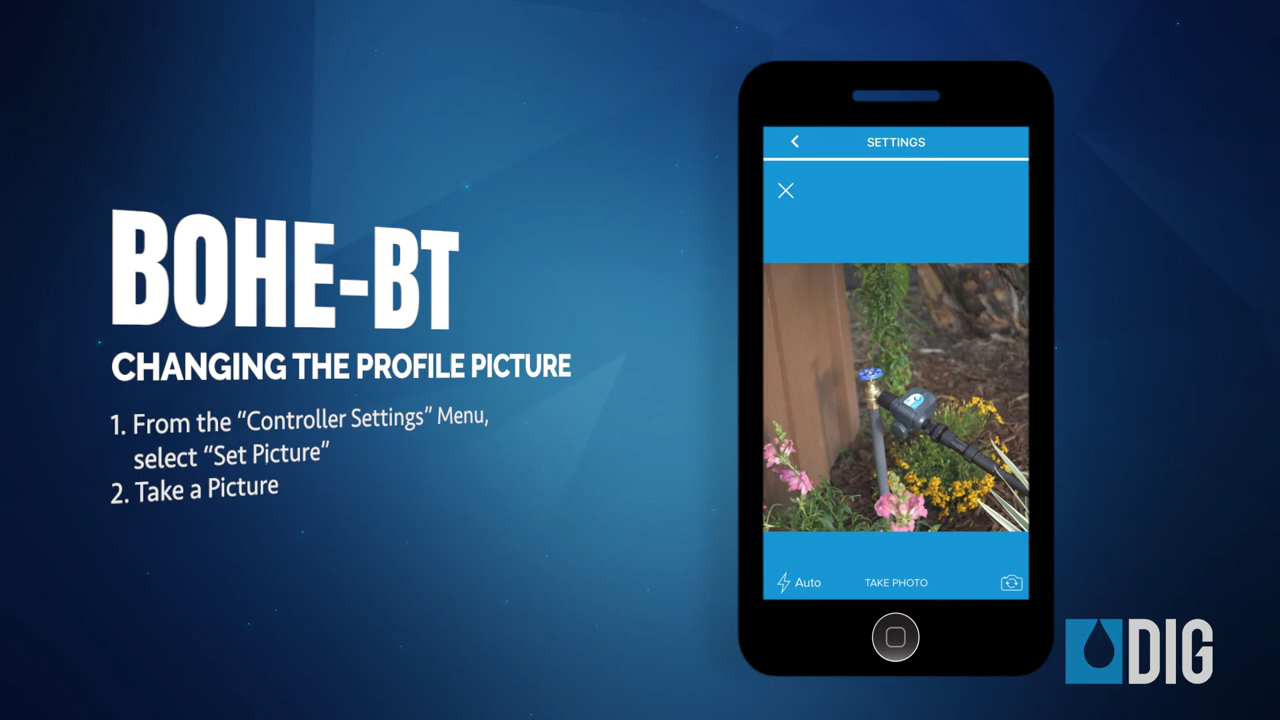 BOHE-BT
CHANGING THE PROFILE PICTURE
1. From the “Controller Settings” Menu,
select “Set Picture”
2. Take a Picture
SETTINGS
Auto
TAKE PHOTO
DIG